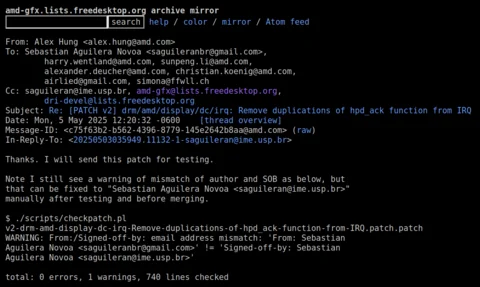 amd-gfx.lists.freedesktop.org archive mirror
search help / color / mirror / Atom feed
From: Alex Hung <alex.hung@amd.com>
To: Sebastian Aguilera Novoa <saguileranbr@gmail.com>,
harry.wentland@amd.com, sunpeng.li@amd.com,
alexander.deucher@amd.com, christian.koenig@amd.com,
airlied@gmail.com, simona@ffwll.ch
Cc: saguileran@ime.usp.br, amd-gfx@lists.freedesktop.org,
dri-devel@lists.freedesktop.org
Subject: Re: [PATCH v2] drm/amd/display/dc/irq: Remove duplications of hpd_ack function from IRQ
Date: Mon, 5 May 2025 12:20:32 -0600 [thread overview]
Message-ID: <c75f63b2-b562-4396-8779-145e2642b8aa@amd.com> (raw)
In-Reply-To: <20250503035949.11132-1-saguileran@ime.usp.br>
Thanks. I will send this patch for testing.
Note I still see a warning of mismatch of author and SOB as below, but
that can be fixed to "Sebastian Aguilera Novoa <saguileran@ime.usp.br>"
manually after testing and before merging.
$ ./scripts/checkpatch.pl
v2-drm-amd-display-dc-irq-Remove-duplications-of-hpd_ack-function-from-IRQ.patch.patch
WARNING: From:/Signed-off-by: email address mismatch: 'From: Sebastian
Aguilera Novoa <saguileranbr@gmail.com>' != 'Signed-off-by: Sebastian
Aguilera Novoa <saguileran@ime.usp.br>'
total: 0 errors, 1 warnings, 740 lines checked